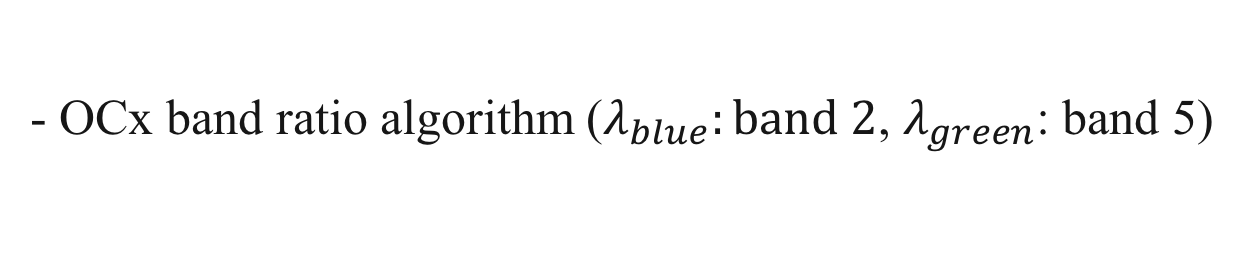 - OCx band ratio algorithm (λ_blue: band 2, λ_green: band 5)